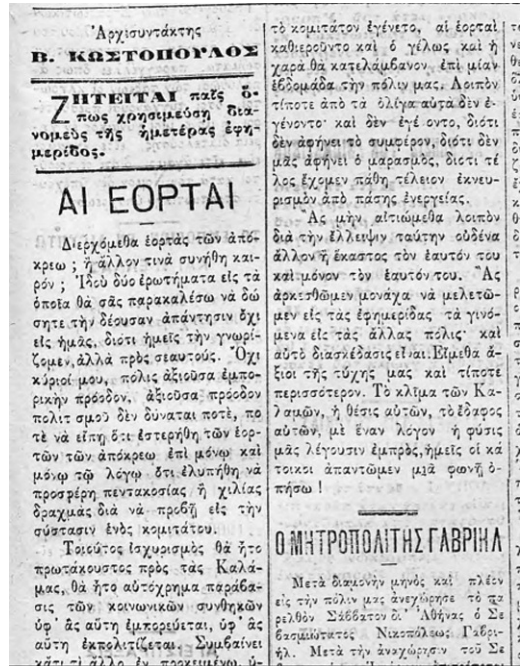 Ἀρχισυντάκτης
Β. ΚΩΣΤΟΠΟΥΛΟΣ
ΖΗΤΕΙΤΑΙ παῖς ὅ-
πως χρησιμεύσῃ δια-
νομεὺς τῆς ἡμετέρας ἐφη-
μερίδος.
ΑΙ ΕΟΡΤΑΙ
Διερχόμεθα ἑορτὰς τῶν ἀπό-
κρεω ; ἢ ἄλλον τινὰ συνήθη και-
ρόν ; Ἰδοὺ δύο ἐρωτήματα εἰς τὰ
ὁποῖα θὰ σᾶς παρακαλέσω νὰ δώ
σητε τὴν δέουσαν ἀπάντησιν ὄχι
εἰς ἡμᾶς, διότι ἡμεῖς τὴν γνωρί-
ζομεν, ἀλλὰ πρὸς σεαυτούς. Ὄχι
κύριοί μου, πόλις ἀξιοῦσα ἐμπο-
ρικὴν πρόοδον, ἀξιοῦσα πρόοδον
πολιτ σμοῦ δὲν δύναται ποτέ, πο
τὲ νὰ εἴπῃ ὅτι ἐστερήθη τῶν ἑορ-
τῶν τῶν ἀπόκρεω ἐπὶ μόνῳ καὶ
μόνῳ τῷ λόγῳ ὅτι ἐλυπήθη νὰ
προσφέρῃ πεντακοσίας ἢ χιλίας
δραχμὰς διὰ νὰ προβῇ εἰς τὴν
σύστασιν ἑνὸς κομιτάτου.
Τοιοῦτος ἰσχυρισμὸς θὰ ἦτο
πρωτάκουστος πρὸς τὰς Καλά-
μας, θὰ ἦτο αὐτόχρημα παράβα-
σις τῶν κοινωνικῶν συνθηκῶν
ὑφ' ἃς αὕτη ἐμπορεύεται, ὑφ' ἃς
αὕτη ἐκπολιτίζεται. Συμβαίνει
κάτι τι ἄλλο ἐν προκειμένῳ, ὑ-
τὸ κομιτάτον ἐγένετο, αἱ ἑορταὶ
καθιεροῦντο καὶ ὁ γέλως καὶ ἡ
χαρὰ θὰ κατελάμβανον ἐπὶ μίαν
ἑβδομάδα τὴν πόλιν μας. Λοιπὸν
τίποτε ἀπὸ τὰ ὀλίγα αὐτὰ δὲν ἐ-
γένοντο· καὶ δὲν ἐγέ οντο, διότι
δὲν ἀφήνει τὸ συμφέρον, διότι δὲν
μᾶς ἀφήνει ὁ μαρασμός, διότι τέ
λος ἔχομεν πάθη τέλειον ἐκνευ-
ρισμὸν ἀπὸ πάσης ἐνεργείας.
Ἂς μὴν αἰτιώμεθα λοιπὸν
διὰ τὴν ἔλλειψιν ταύτην οὐδένα
ἄλλον ἢ ἕκαστος τὸν ἑαυτόν του
καὶ μόνον τὸν ἑαυτόν του. Ἂς
ἀρκεσθῶμεν μονάχα νὰ μελετῶ-
μεν εἰς τὰς ἐφημερίδας τὰ γινό-
μενα εἰς τὰς ἄλλας πόλις· καὶ
αὐτὸ διασκέδασις εἶναι. Εἴμεθα ἄ-
ξιοι τῆς τύχης μας καὶ τίποτε
περισσότερον. Τὸ κλῖμα τῶν Κα-
λαμῶν, ἡ θέσις αὐτῶν, τὸ ἔδαφος
αὐτῶν, μὲ ἕναν λόγον ἡ φύσις
μᾶς λέγουσιν ἐμπρός, ἡμεῖς οἱ κά
τοικοι ἀπαντῶμεν μιᾷ φωνῇ ὀ-
πήσω !
Ο ΜΗΤΡΟΠΟΛΙΤΗΣ ΓΑΒΡΙΗΛ
Μετὰ διαμονὴν μηνὸς καὶ πλέον
εἰς τὴν πόλιν μας ἀνεχώρησε τὸ πα
ρελθὸν Σάββατον δι' Ἀθήνας ὁ Σε
βασμιώτατος Νικοπόλεως Γαβρι-
ήλ. Μετὰ τὴν ἀναχώρησιν τοῦ Σε